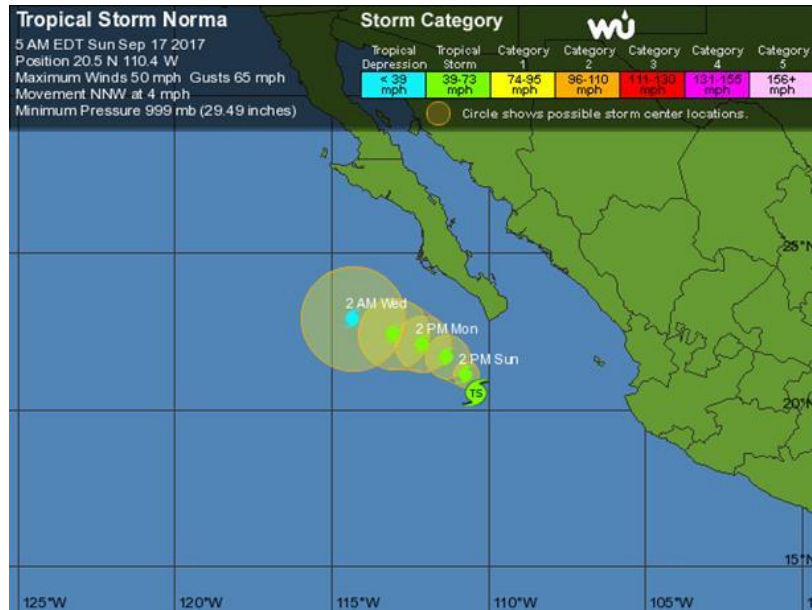 Tropical Storm Norma
5 AM EDT Sun Sep 17 2017
Position 20.5 N 110.4 W
Maximum Winds 50 mph Gusts 65 mph
Movement NNW at 4 mph
Minimum Pressure 999 mb (29.49 inches)
Storm Category
wu
Tropical Depression
Tropical Storm
Category 1
Category 2
Category 3
Category 4
Category 5
< 39 mph
39-73 mph
74-95 mph
96-110 mph
111-130 mph
131-155 mph
156+ mph
Circle shows possible storm center locations.
25°N
2 AM Wed
2 PM Mon
2 PM Sun
TS
20°N
15°N
125°W
120°W
115°W
110°W
105°W